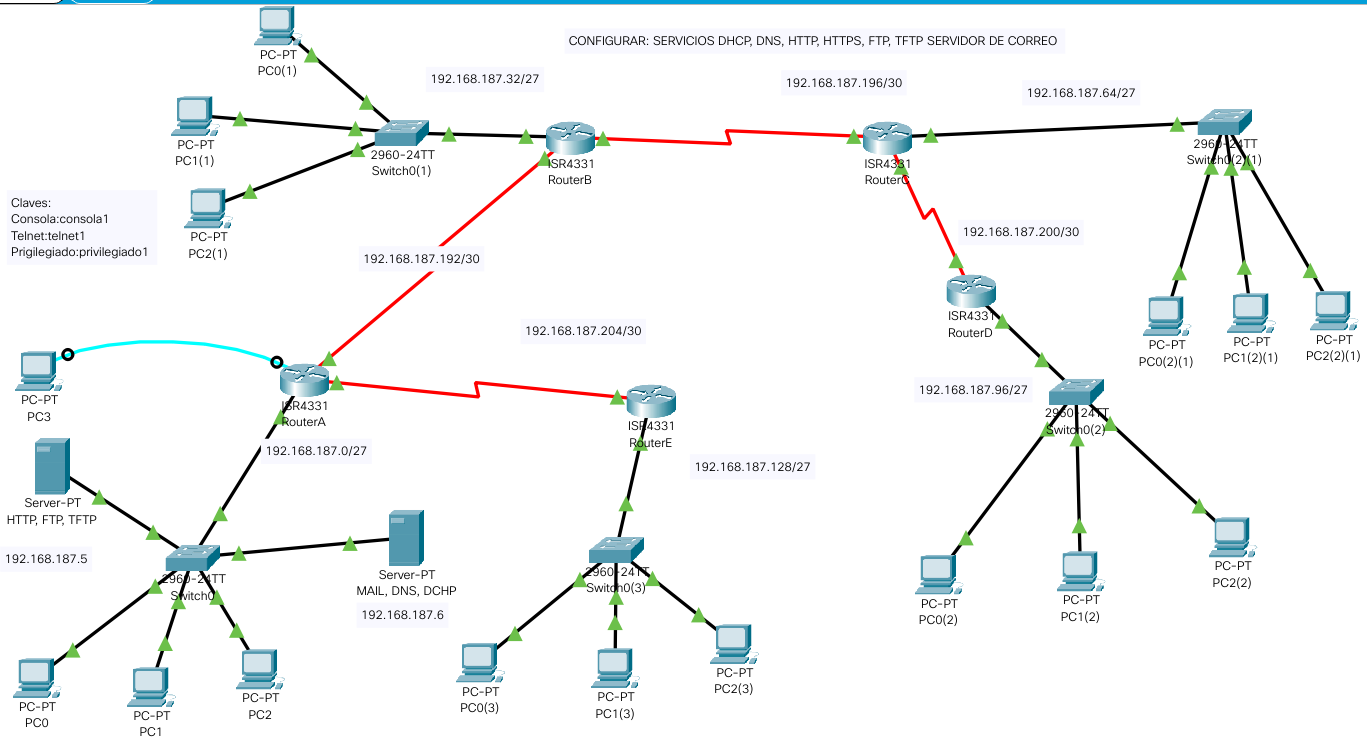 PC-PT
PC0(1)
CONFIGURAR: SERVICIOS DHCP, DNS, HTTP, HTTPS, FTP, TFTP SERVIDOR DE CORREO
192.168.187.32/27
192.168.187.196/30
192.168.187.64/27
PC-PT
PC1(1)
2960-24TT
Switch0(1)
ISR4331
RouterB
ISR4331
RouterC
2960-24TT
Switch0(2)(1)
Claves:
Consola:consola1
Telnet:telnet1
Prigilegiado:privilegiado1
PC-PT
PC2(1)
192.168.187.192/30
192.168.187.200/30
192.168.187.204/30
ISR4331
RouterD
PC-PT
PC0(2)(1)
PC-PT
PC1(2)(1)
PC-PT
PC2(2)(1)
PC-PT
PC3
ISR4331
RouterA
ISR4331
RouterE
192.168.187.96/27
2960-24TT
Switch0(2)
192.168.187.0/27
192.168.187.128/27
Server-PT
HTTP, FTP, TFTP
192.168.187.5
2960-24TT
Switch0
Server-PT
MAIL, DNS, DCHP
192.168.187.6
2960-24TT
Switch0(3)
PC-PT
PC0(2)
PC-PT
PC1(2)
PC-PT
PC2(2)
PC-PT
PC0
PC-PT
PC1
PC-PT
PC2
PC-PT
PC0(3)
PC-PT
PC1(3)
PC-PT
PC2(3)